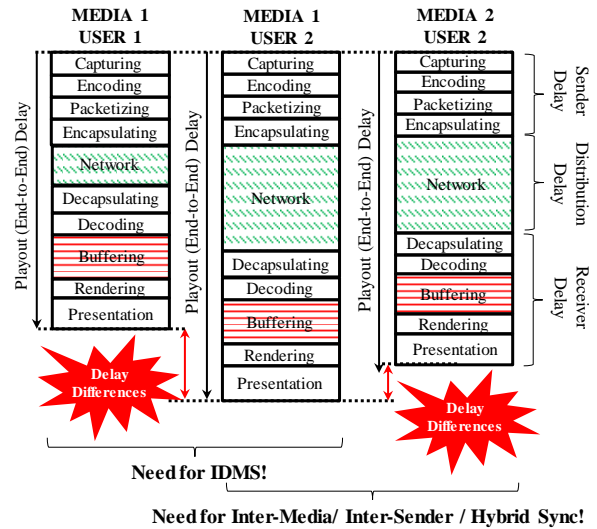 MEDIA 1
USER 1
MEDIA 1
USER 2
MEDIA 2
USER 2
Playout (End-to-End) Delay
Capturing
Encoding
Packetizing
Encapsulating
Network
Decapsulating
Decoding
Buffering
Rendering
Presentation
Delay
Differences
Playout (End-to-End) Delay
Capturing
Encoding
Packetizing
Encapsulating
Network
Decapsulating
Decoding
Buffering
Rendering
Presentation
Playout (End-to-End) Delay
Capturing
Encoding
Packetizing
Encapsulating
Network
Decapsulating
Decoding
Buffering
Rendering
Presentation
Delay
Differences
Sender
Delay
Distribution
Delay
Receiver
Delay
Need for IDMS!
Need for Inter-Media/ Inter-Sender / Hybrid Sync!